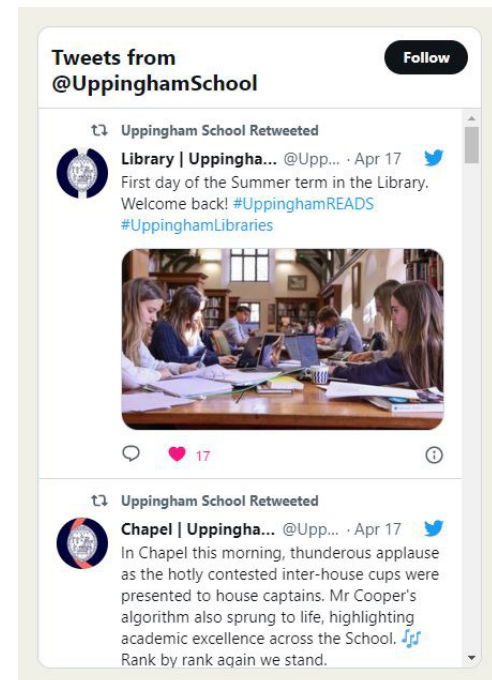 Tweets from
@UppinghamSchool
Follow
Uppingham School Retweeted
Library | Uppingha... @Upp... · Apr 17
First day of the Summer term in the Library.
Welcome back! #UppinghamREADS
#UppinghamLibraries
17
Uppingham School Retweeted
Chapel | Uppingha... @Upp... · Apr 17
In Chapel this morning, thunderous applause
as the hotly contested inter-house cups were
presented to house captains. Mr Cooper's
algorithm also sprung to life, highlighting
academic excellence across the School. 🎶
Rank by rank again we stand.